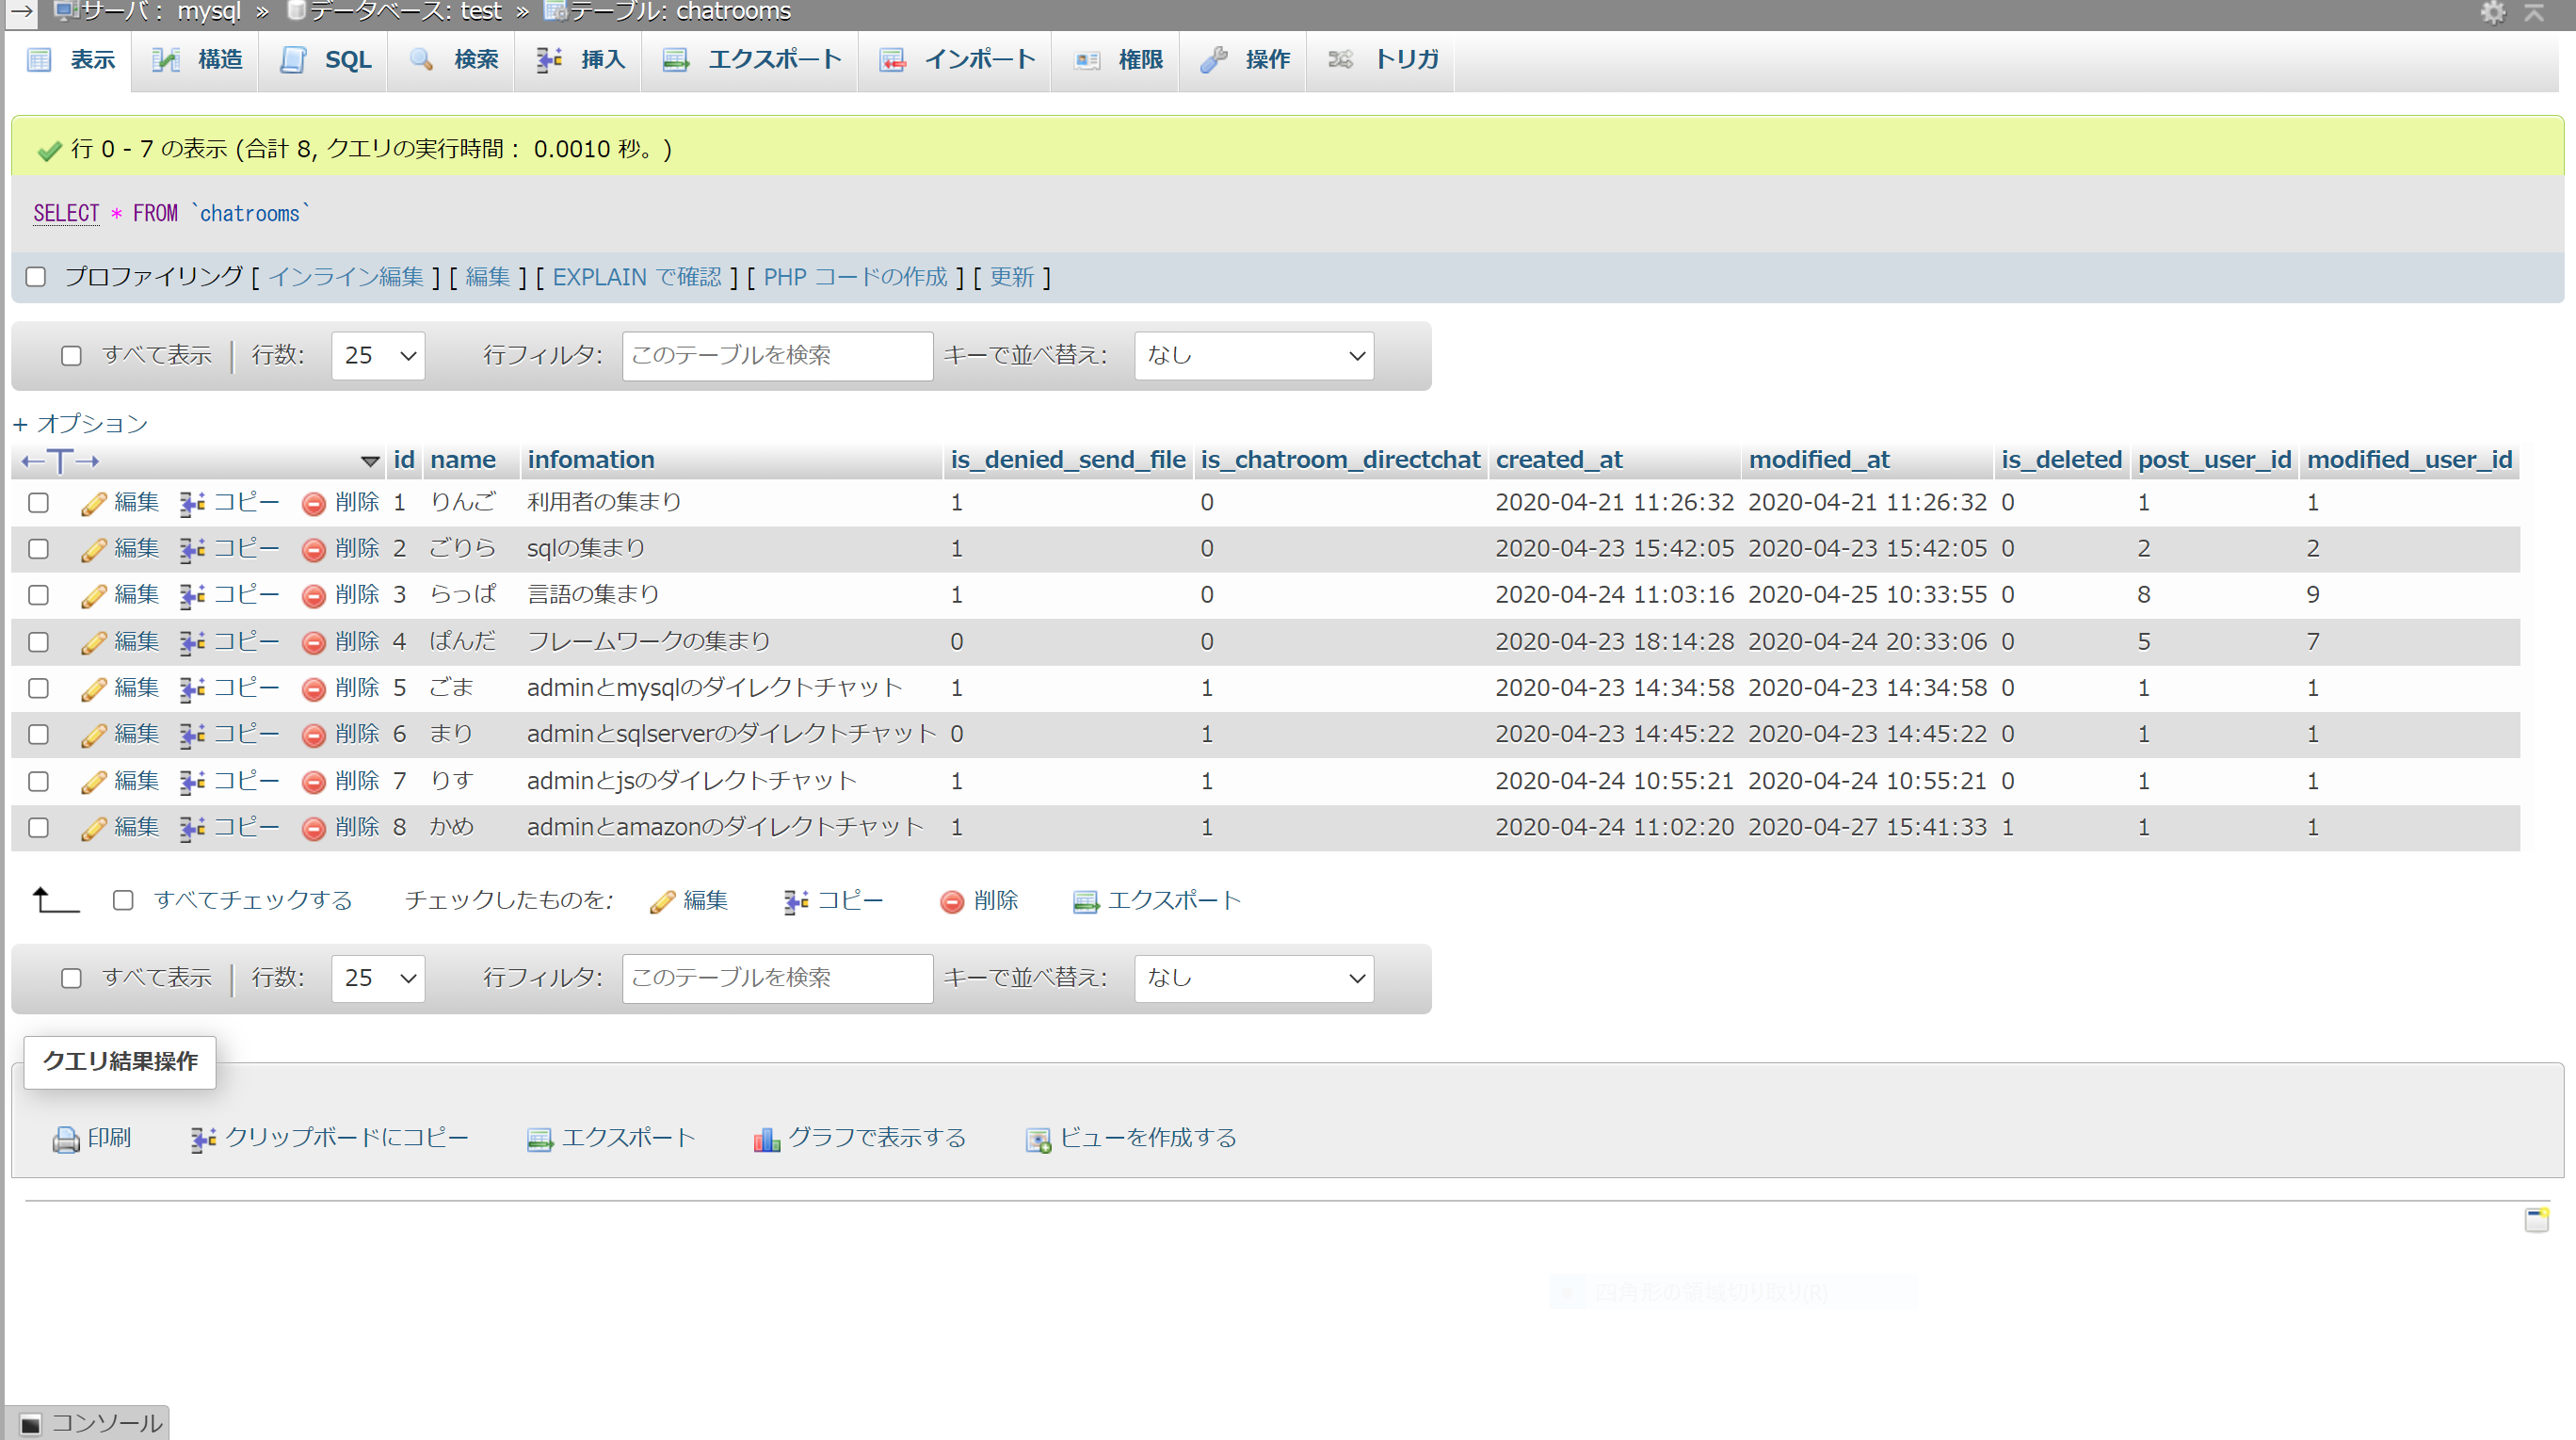 サーバ: mysql » データベース: test » テーブル: chatrooms
表示 構造 SQL 検索 挿入 エクスポート インポート 権限 操作 トリガ
行 0 - 7 の表示 (合計 8, クエリの実行時間: 0.0010 秒。)
SELECT * FROM `chatrooms`
プロファイリング [ インライン編集 ] [ 編集 ] [ EXPLAIN で確認 ] [ PHP コードの作成 ] [ 更新 ]
すべて表示 行数: 25 行フィルタ: このテーブルを検索 キーで並べ替え: なし
+ オプション
←T→ id name infomation is_denied_send_file is_chatroom_directchat created_at modified_at is_deleted post_user_id modified_user_id
編集 コピー 削除 1 りんご 利用者の集まり 1 0 2020-04-21 11:26:32 2020-04-21 11:26:32 0 1 1
編集 コピー 削除 2 ごりら sqlの集まり 1 0 2020-04-23 15:42:05 2020-04-23 15:42:05 0 2 2
編集 コピー 削除 3 らっぱ 言語の集まり 1 0 2020-04-24 11:03:16 2020-04-25 10:33:55 0 8 9
編集 コピー 削除 4 ぱんだ フレームワークの集まり 0 0 2020-04-23 18:14:28 2020-04-24 20:33:06 0 5 7
編集 コピー 削除 5 ごま adminとmysqlのダイレクトチャット 1 1 2020-04-23 14:34:58 2020-04-23 14:34:58 0 1 1
編集 コピー 削除 6 まり adminとsqlserverのダイレクトチャット 0 1 2020-04-23 14:45:22 2020-04-23 14:45:22 0 1 1
編集 コピー 削除 7 りす adminとjsのダイレクトチャット 1 1 2020-04-24 10:55:21 2020-04-24 10:55:21 0 1 1
編集 コピー 削除 8 かめ adminとamazonのダイレクトチャット 1 1 2020-04-24 11:02:20 2020-04-27 15:41:33 1 1 1
すべてチェックする チェックしたものを: 編集 コピー 削除 エクスポート
すべて表示 行数: 25 行フィルタ: このテーブルを検索 キーで並べ替え: なし
クエリ結果操作
印刷 クリップボードにコピー エクスポート グラフで表示する ビューを作成する
四角形の領域切り取り(R)
コンソール